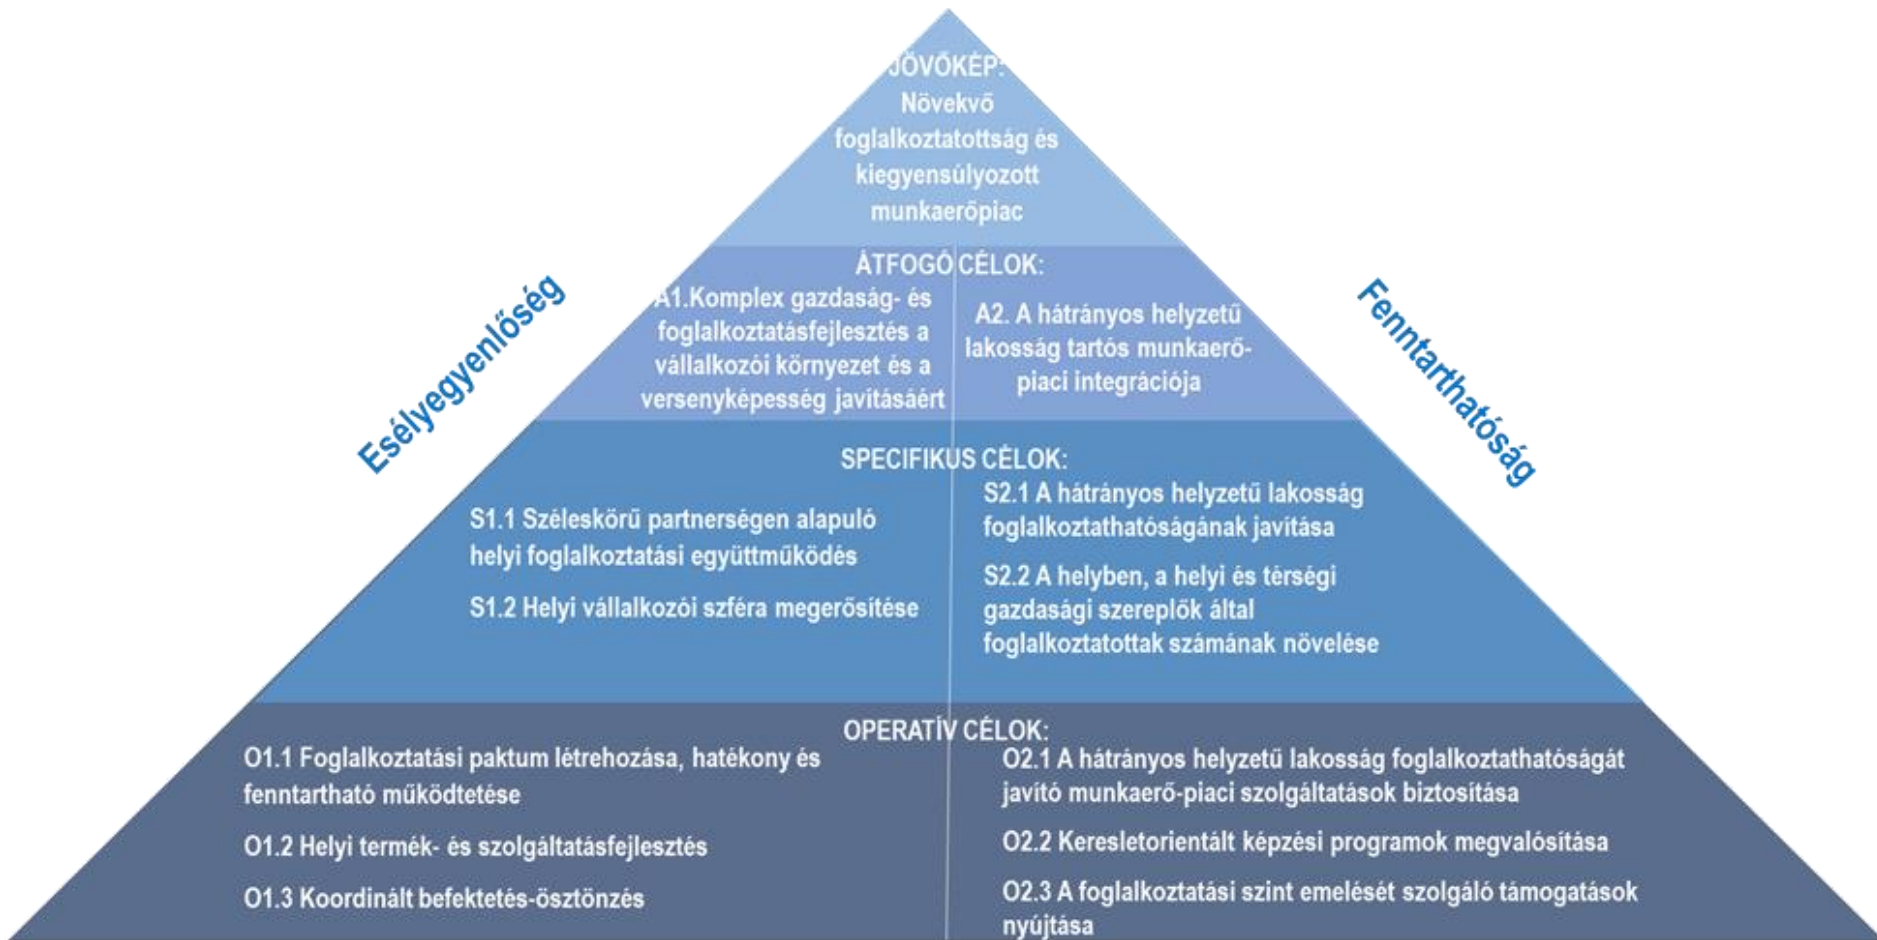 JÖVŐKÉP:
Növekvő
foglalkoztatottság és
kiegyensúlyozott
munkaerőpiac
Esélyegyenlőség
Fenntarthatóság
ÁTFOGÓ CÉLOK:
A1.Komplex gazdaság- és
foglalkoztatásfejlesztés a
vállalkozói környezet és a
versenyképesség javításáért
A2. A hátrányos helyzetű
lakosság tartós munkaerő-
piaci integrációja
SPECIFIKUS CÉLOK:
S1.1 Széleskörű partnerségen alapuló
helyi foglalkoztatási együttműködés
S1.2 Helyi vállalkozói szféra megerősítése
S2.1 A hátrányos helyzetű lakosság
foglalkoztathatóságának javítása
S2.2 A helyben, a helyi és térségi
gazdasági szereplők által
foglalkoztatottak számának növelése
OPERATÍV CÉLOK:
O1.1 Foglalkoztatási paktum létrehozása, hatékony és
fenntartható működtetése
O1.2 Helyi termék- és szolgáltatásfejlesztés
O1.3 Koordinált befektetés-ösztönzés
O2.1 A hátrányos helyzetű lakosság foglalkoztathatóságát
javító munkaerő-piaci szolgáltatások biztosítása
O2.2 Keresletorientált képzési programok megvalósítása
O2.3 A foglalkoztatási szint emelését szolgáló támogatások
nyújtása